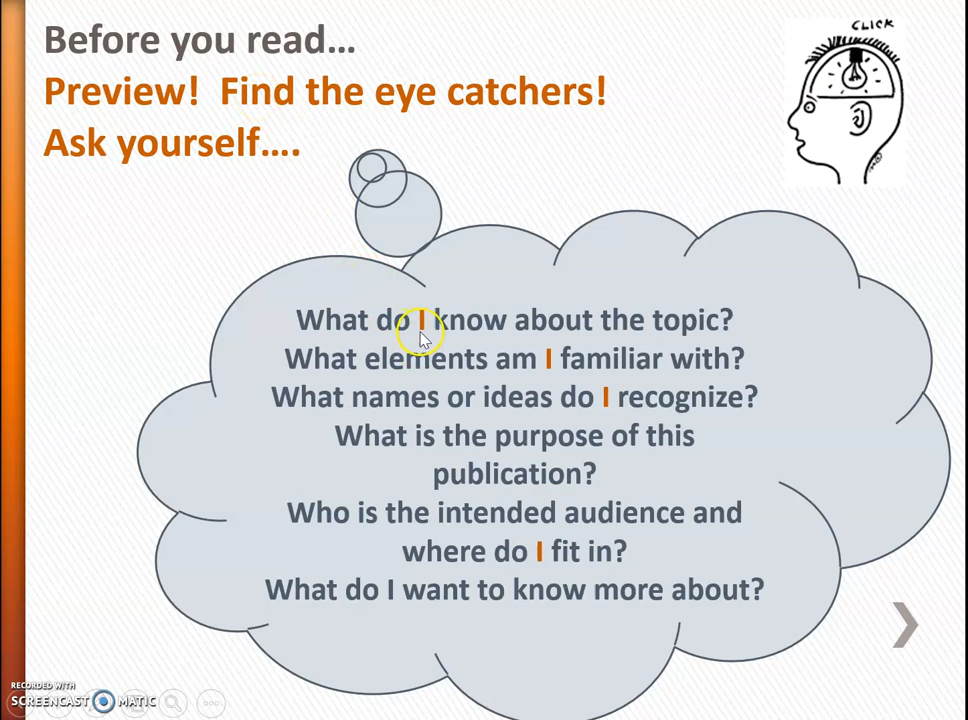 Before you read…
CLICK
Preview!  Find the eye catchers!
Ask yourself….
What do I know about the topic?
What elements am I familiar with?
What names or ideas do I recognize?
What is the purpose of this
publication?
Who is the intended audience and
where do I fit in?
What do I want to know more about?
RECORDED WITH
SCREENCAST MATIC